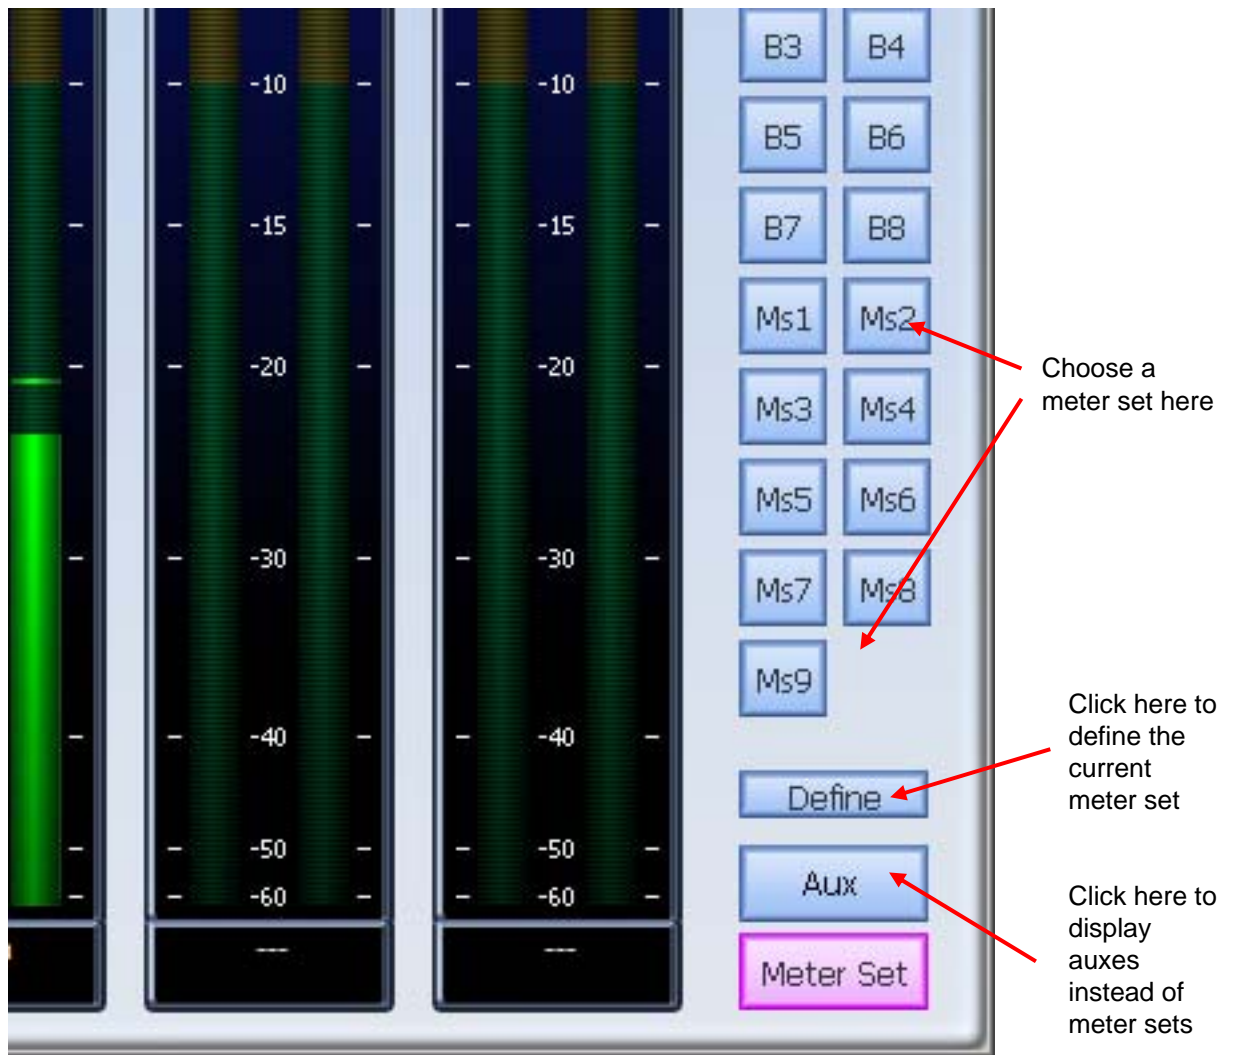 B3 B4
-10 -10
B5 B6
-15 -15
B7 B8
Ms1 Ms2
-20 -20
Choose a
meter set here
Ms3 Ms4
Ms5 Ms6
-30 -30
Ms7 Ms8
Ms9
Click here to
define the
current
meter set
-40 -40
Define
-50 -50
Aux
-60 -60
Click here to
display
auxes
instead of
meter sets
--- ---
Meter Set